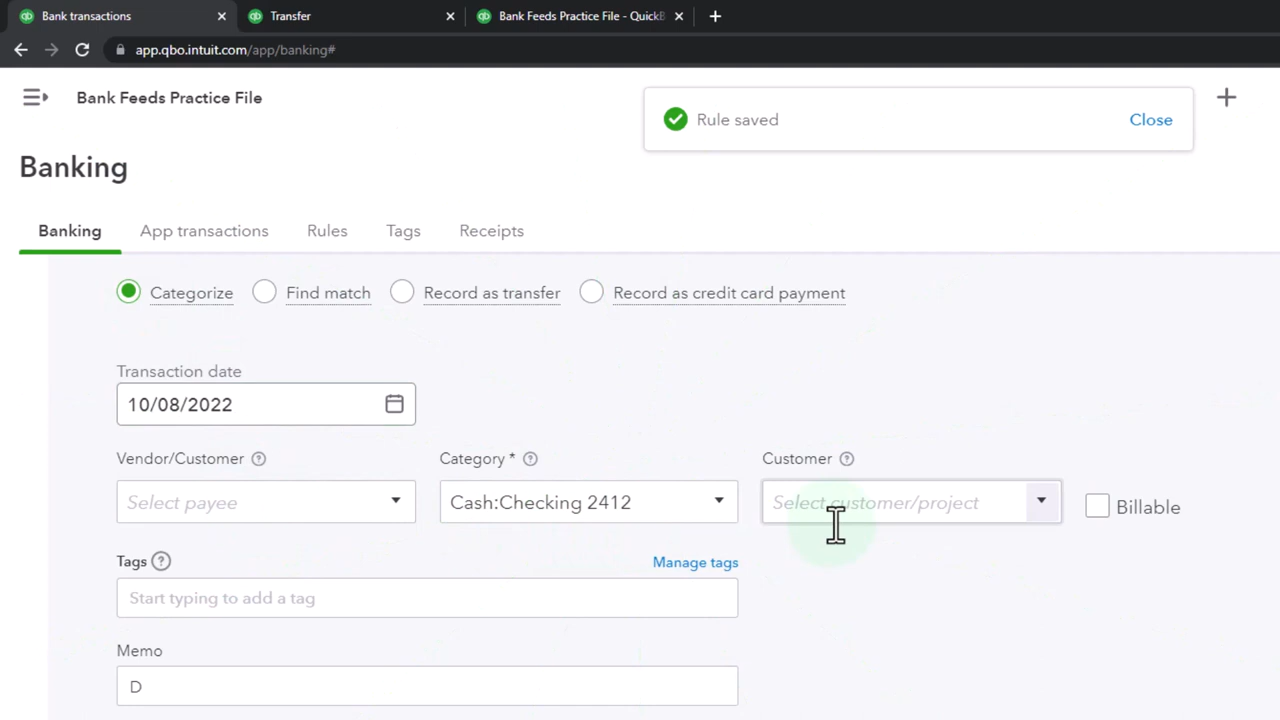 Bank transactions
Transfer
Bank Feeds Practice File - QuickB
app.qbo.intuit.com/app/banking#
Bank Feeds Practice File
Rule saved
Close
Banking
Banking App transactions Rules Tags Receipts
Categorize Find match Record as transfer Record as credit card payment
Transaction date
10/08/2022
Vendor/Customer Category * Customer
Select payee Cash:Checking 2412 Select customer/project Billable
Tags Manage tags
Start typing to add a tag
Memo
D